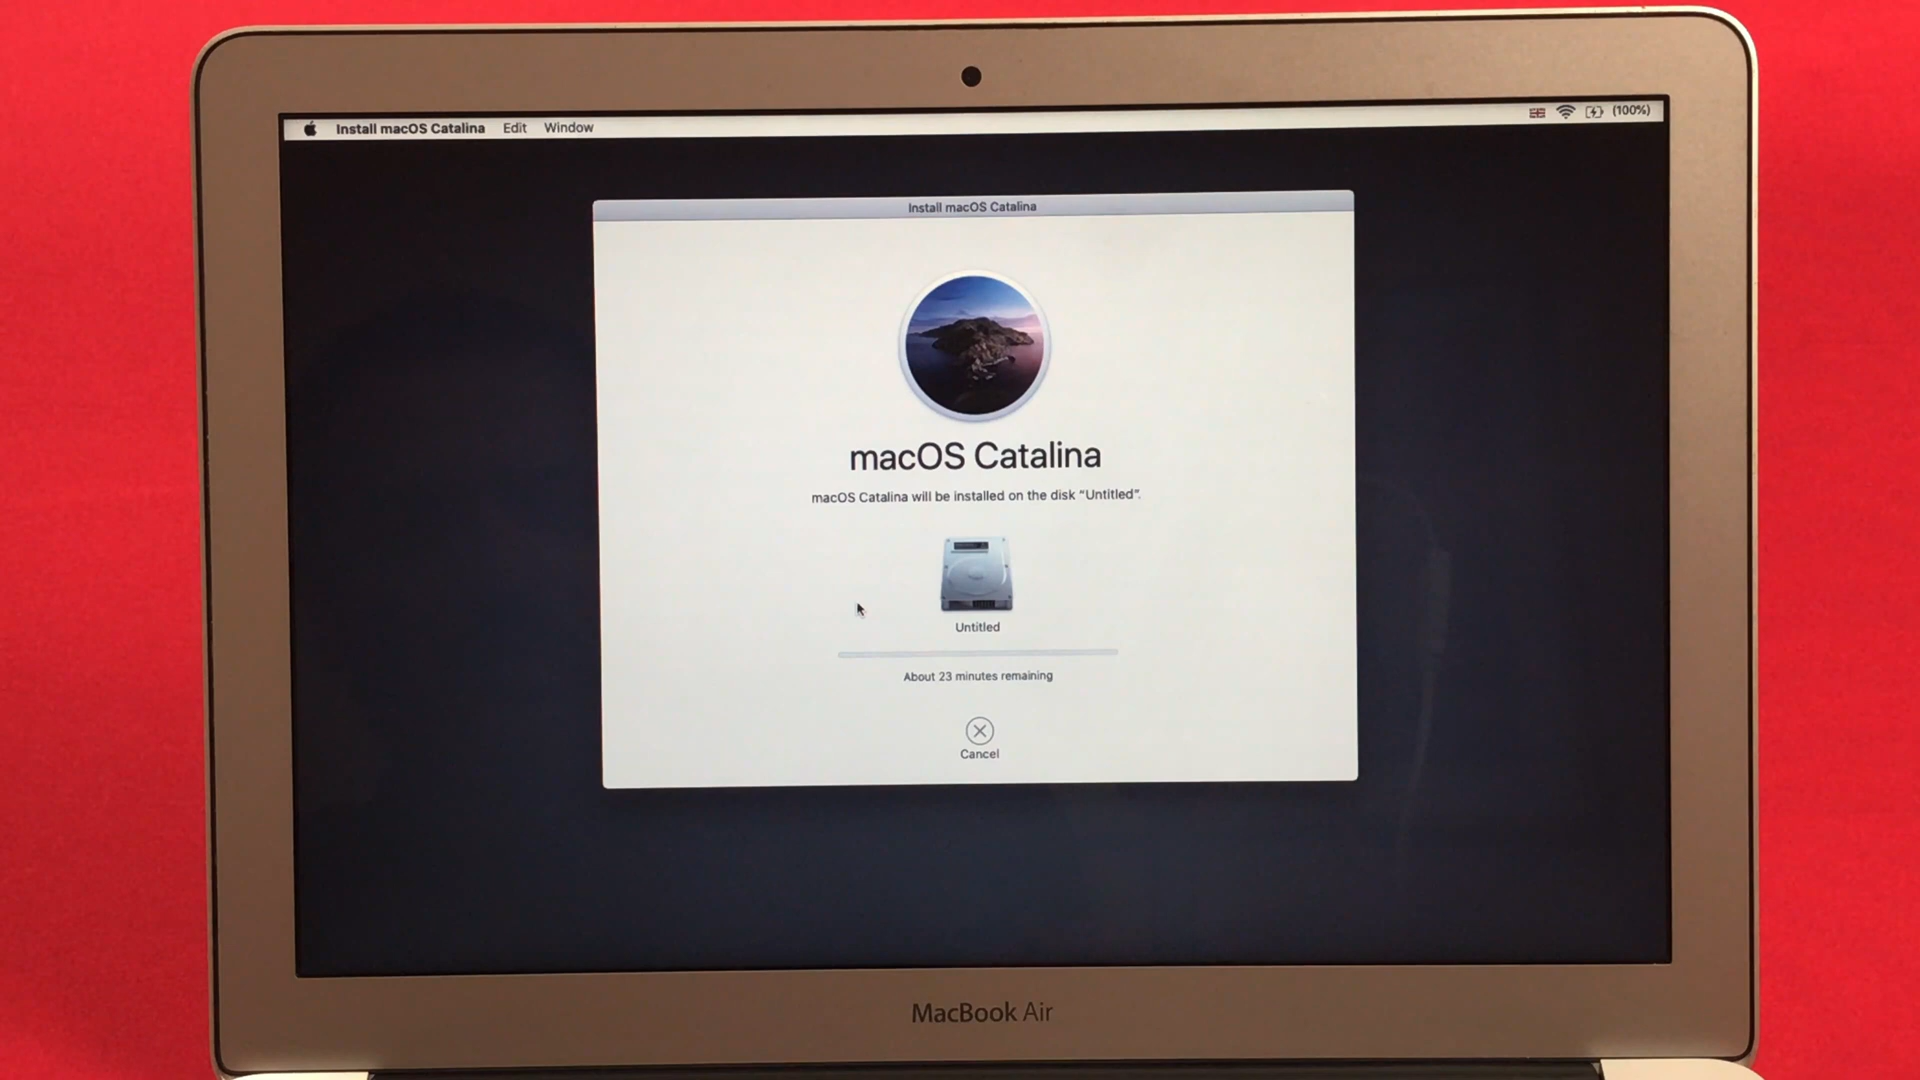 Install macOS Catalina Edit Window (100%)
Install macOS Catalina
macOS Catalina
macOS Catalina will be installed on the disk “Untitled”.
Untitled
About 23 minutes remaining
Cancel
MacBook Air